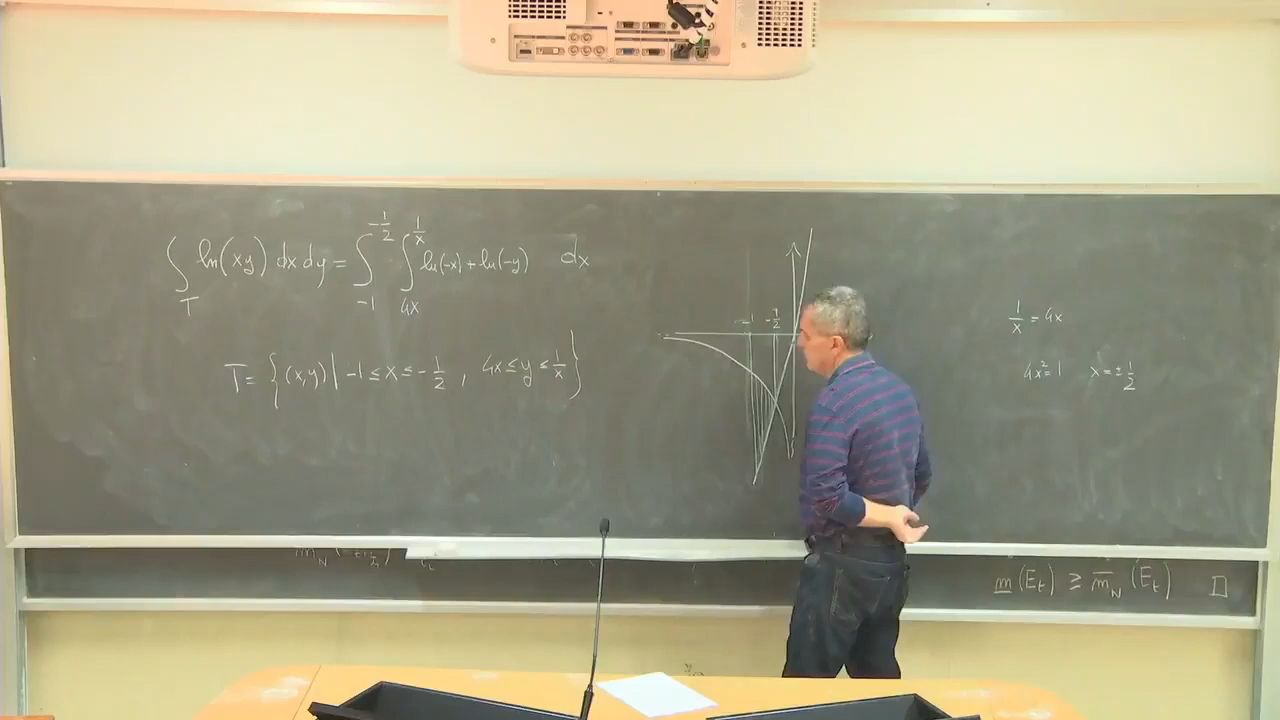 ∫_T ln(xy) dx dy = ∫_{-1}^{-1/2} ∫_{4x}^{1/x} ln(-x) + ln(-y)   dx
T = { (x,y) | -1 ≤ x ≤ -1/2 , 4x ≤ y ≤ 1/x }
-1 -1/2
1/x = 4x
4x² = 1   x = ± 1/2
m(E_t) ≥ m̅_N(E_t) □